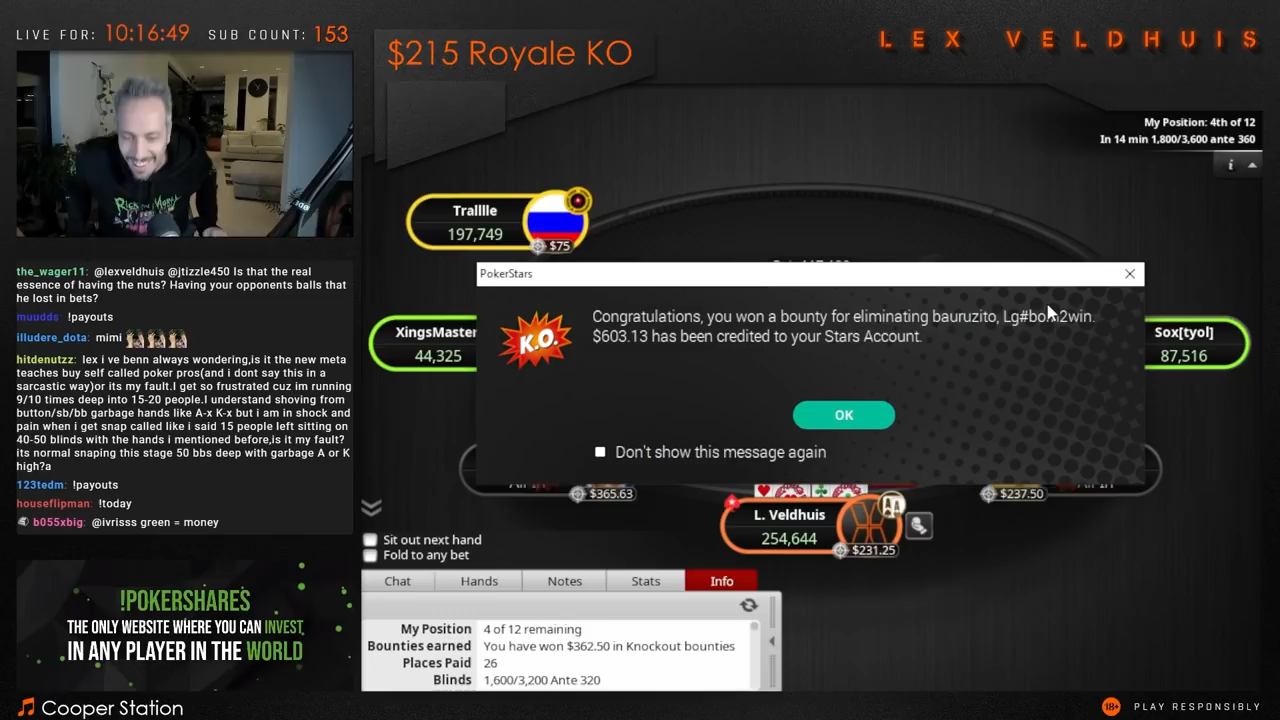 LIVE FOR: 10:16:49 SUB COUNT: 153
$215 Royale KO
LEX VELDHUIS
My Position: 4th of 12
In 14 min 1,800/3,600 ante 360
i
Tralllle
197,749
$75
the_wager11: @lexveldhuis @jtizzle450 Is that the real
essence of having the nuts? Having your opponents balls that
he lost in bets?
muudds: !payouts
illudere_dota: mimi
hitdenutzz: lex i ve benn always wondering,is it the new meta
teaches buy self called poker pros(and i dont say this in a
sarcastic way)or its my fault.I get so frustrated cuz im running
9/10 times deep into 15-20 people.I understand shoving from
button/sb/bb garbage hands like A-x K-x but i am in shock and
pain when i get snap called like i said 15 people left sitting on
40-50 blinds with the hands i mentioned before,is it my fault?
its normal snaping this stage 50 bbs deep with garbage A or K
high?a
123tedm: !payouts
houseflipman: !today
b055xbig: @ivrisss green = money
PokerStars
K.O.
Congratulations, you won a bounty for eliminating bauruzito, Lg#bom2win.
$603.13 has been credited to your Stars Account.
OK
Don't show this message again
XingsMaster
44,325
Sox[tyol]
87,516
$365.63
$237.50
L. Veldhuis
254,644
$231.25
Sit out next hand
Fold to any bet
Chat Hands Notes Stats Info
My Position 4 of 12 remaining
Bounties earned You have won $362.50 in Knockout bounties
Places Paid 26
Blinds 1,600/3,200 Ante 320
!POKERSHARES
THE ONLY WEBSITE WHERE YOU CAN INVEST
IN ANY PLAYER IN THE WORLD
Cooper Station
18+ PLAY RESPONSIBLY